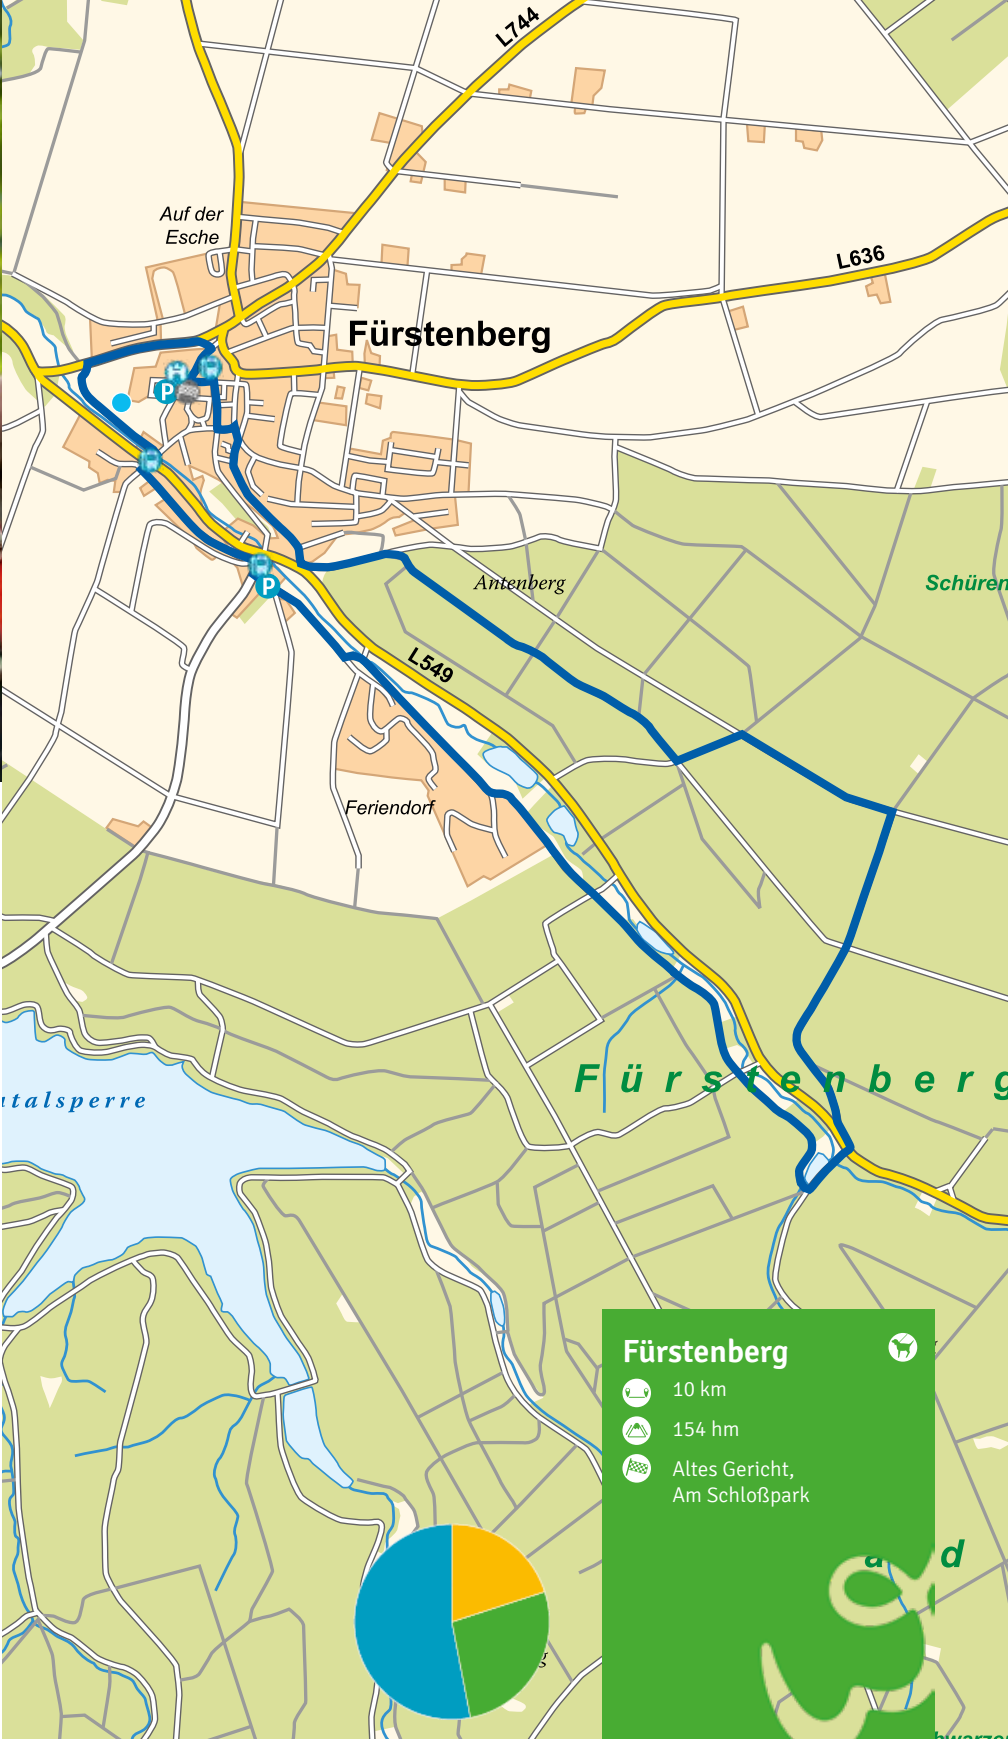 L744
Auf der
Esche
L636
Fürstenberg
P
P
Antenberg
Schüren
L549
Feriendorf
Fürstenberg
talsperre
Fürstenberg
10 km
154 hm
Altes Gericht,
Am Schloßpark
d